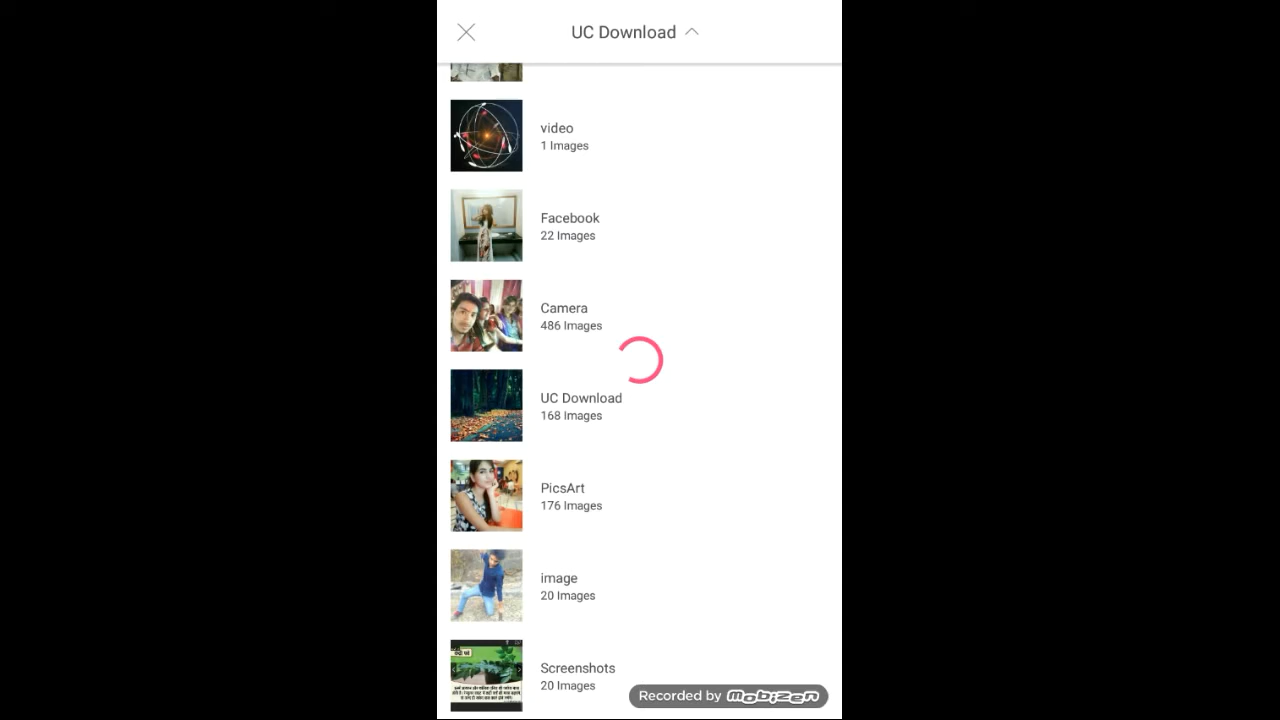 UC Download
video
1 Images
Facebook
22 Images
Camera
486 Images
UC Download
168 Images
PicsArt
176 Images
image
20 Images
Screenshots
20 Images
Recorded by Mobizen